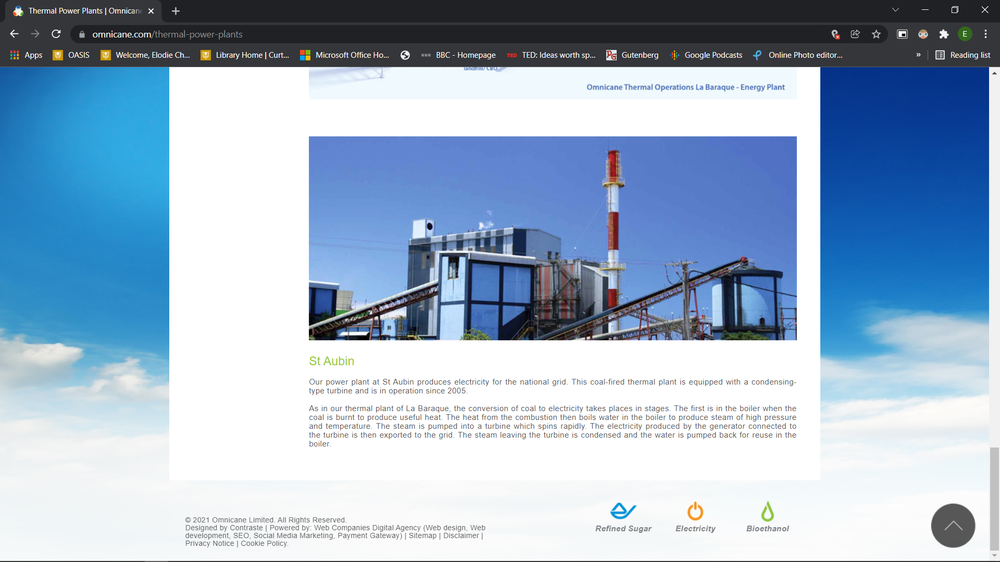 Thermal Power Plants | Omnicane
omnicane.com/thermal-power-plants
E
Apps
OASIS
Welcome, Elodie Ch...
Library Home | Curt...
Microsoft Office Ho...
BBC - Homepage
TED
TED: Ideas worth sp...
PG
Gutenberg
Google Podcasts
Online Photo editor...
»
Reading list
landfills/ CBO
Omnicane Thermal Operations La Baraque - Energy Plant
St Aubin
Our power plant at St Aubin produces electricity for the national grid. This coal-fired thermal plant is equipped with a condensing-
type turbine and is in operation since 2005.
As in our thermal plant of La Baraque, the conversion of coal to electricity takes places in stages. The first is in the boiler when the
coal is burnt to produce useful heat. The heat from the combustion then boils water in the boiler to produce steam of high pressure
and temperature. The steam is pumped into a turbine which spins rapidly. The electricity produced by the generator connected to
the turbine is then exported to the grid. The steam leaving the turbine is condensed and the water is pumped back for reuse in the
boiler.
Refined Sugar
Electricity
Bioethanol
© 2021 Omnicane Limited. All Rights Reserved.
Designed by Contraste | Powered by: Web Companies Digital Agency (Web design, Web
development, SEO, Social Media Marketing, Payment Gateway) | Sitemap | Disclaimer |
Privacy Notice | Cookie Policy.